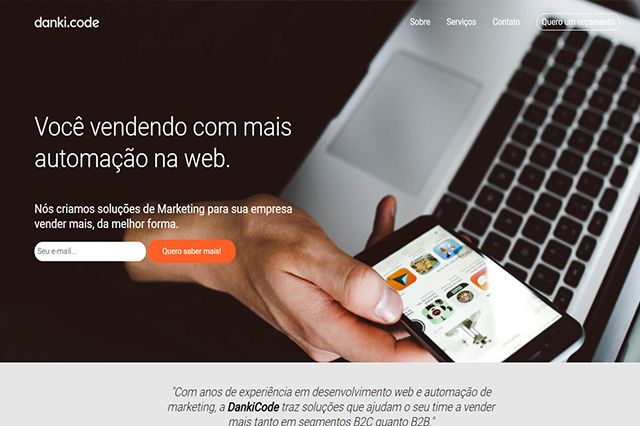 danki.code
Sobre Serviços Contato Quero um orçamento
Você vendendo com mais
automação na web.
Nós criamos soluções de Marketing para sua empresa
vender mais, da melhor forma.
Seu e-mail... Quero saber mais!
"Com anos de experiência em desenvolvimento web e automação de
marketing, a DankiCode traz soluções que ajudam o seu time a vender
mais tanto em segmentos B2C quanto B2B."